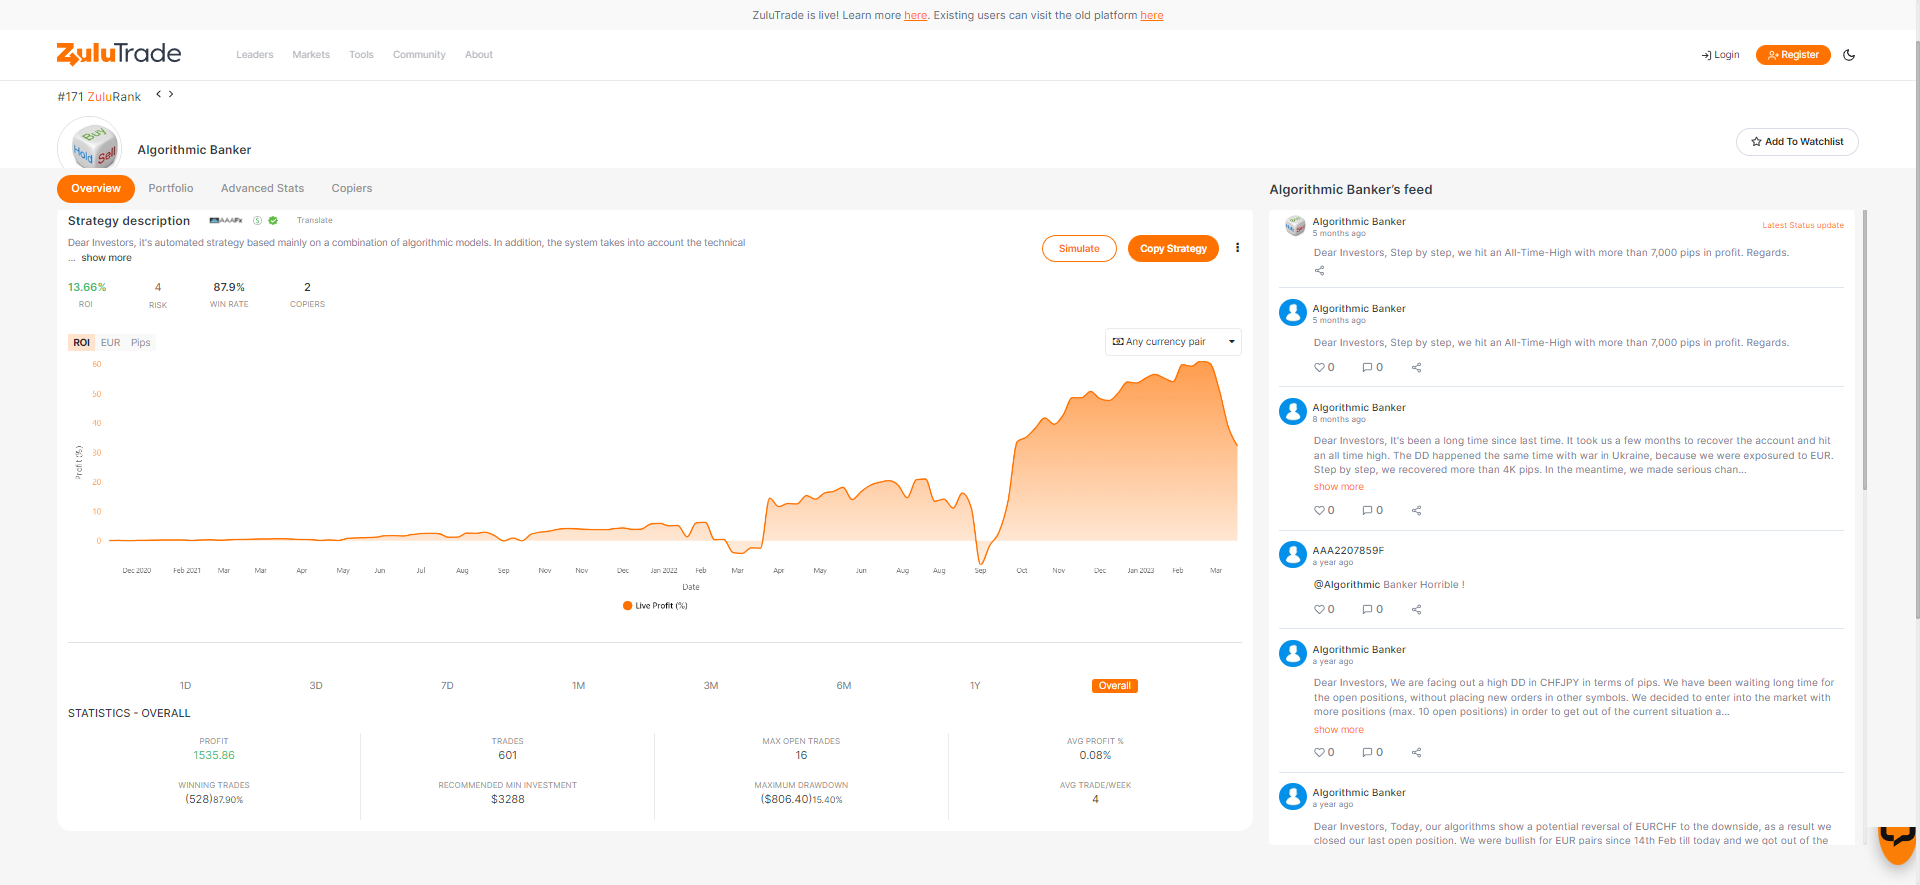 ZuluTrade is live! Learn more here. Existing users can visit the old platform here
ZuluTrade
Leaders
Markets
Tools
Community
About
Login
Register
#171 ZuluRank
< >
Buy
Hold
Sell
Algorithmic Banker
Add To Watchlist
Overview
Portfolio
Advanced Stats
Copiers
Strategy description
AAAFx
Translate
Dear Investors, it's automated strategy based mainly on a combination of algorithmic models. In addition, the system takes into account the technical
... show more
Simulate
Copy Strategy
13.66%
4
87.9%
2
ROI
RISK
WIN RATE
COPIERS
ROI
EUR
Pips
Any currency pair
60
50
40
30
20
10
0
Profit (%)
Dec 2020
Feb 2021
Mar
Mar
Apr
May
Jun
Jul
Aug
Sep
Nov
Nov
Dec
Jan 2022
Feb
Mar
Apr
May
Jun
Aug
Aug
Sep
Oct
Nov
Dec
Jan 2023
Feb
Mar
Date
Live Profit (%)
1D
3D
7D
1M
3M
6M
1Y
Overall
STATISTICS - OVERALL
PROFIT
1535.86
TRADES
601
MAX OPEN TRADES
16
AVG PROFIT %
0.08%
WINNING TRADES
(528)87.90%
RECOMMENDED MIN INVESTMENT
$3288
MAXIMUM DRAWDOWN
($806.40)15.40%
AVG TRADE/WEEK
4
Algorithmic Banker's feed
Algorithmic Banker
5 months ago
Latest Status update
Dear Investors, Step by step, we hit an All-Time-High with more than 7,000 pips in profit. Regards.
Algorithmic Banker
5 months ago
Dear Investors, Step by step, we hit an All-Time-High with more than 7,000 pips in profit. Regards.
0
0
Algorithmic Banker
8 months ago
Dear Investors, It's been a long time since last time. It took us a few months to recover the account and hit
an all time high. The DD happened the same time with war in Ukraine, because we were exposured to EUR.
Step by step, we recovered more than 4K pips. In the meantime, we made serious chan...
show more
0
0
AAA2207859F
a year ago
@Algorithmic Banker Horrible !
0
0
Algorithmic Banker
a year ago
Dear Investors, We are facing out a high DD in CHFJPY in terms of pips. We have been waiting long time for
the open positions, without placing new orders in other symbols. We decided to enter into the market with
more positions (max. 10 open positions) in order to get out of the current situation a...
show more
0
0
Algorithmic Banker
a year ago
Dear Investors, Today, our algorithms show a potential reversal of EURCHF to the downside, as a result we
closed our last open position. We were bullish for EUR pairs since 14th Feb till today and we got out of the